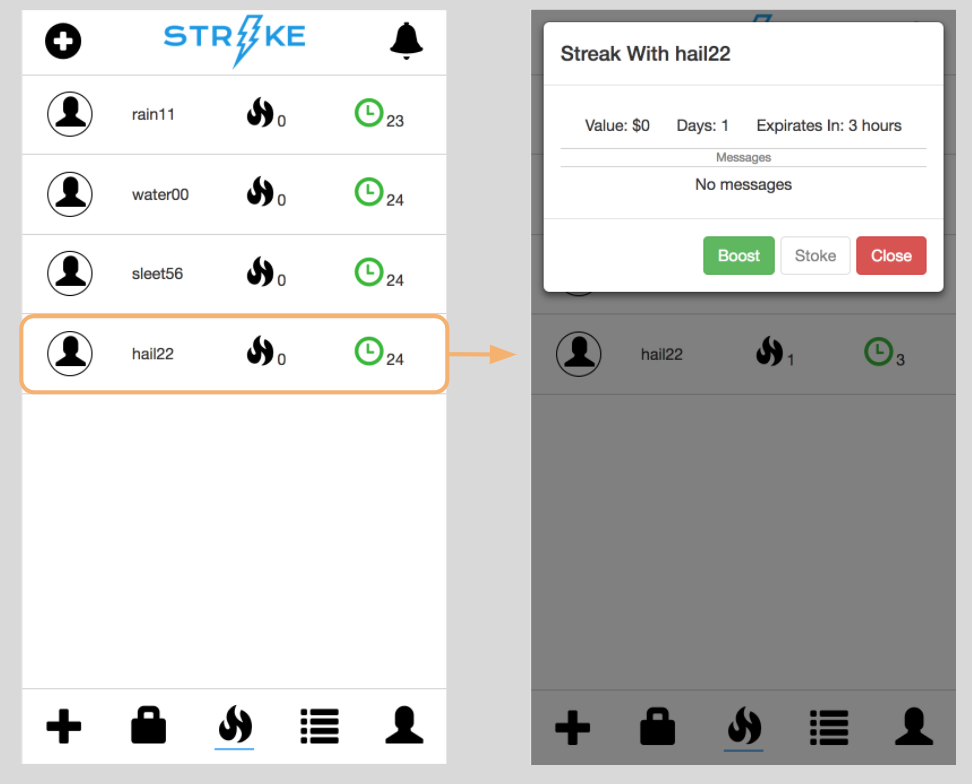 STRIKE
rain11 0 23
water00 0 24
sleet56 0 24
hail22 0 24
Streak With hail22
Value: $0 Days: 1 Expirates In: 3 hours
Messages
No messages
Boost Stoke Close
hail22 1 3